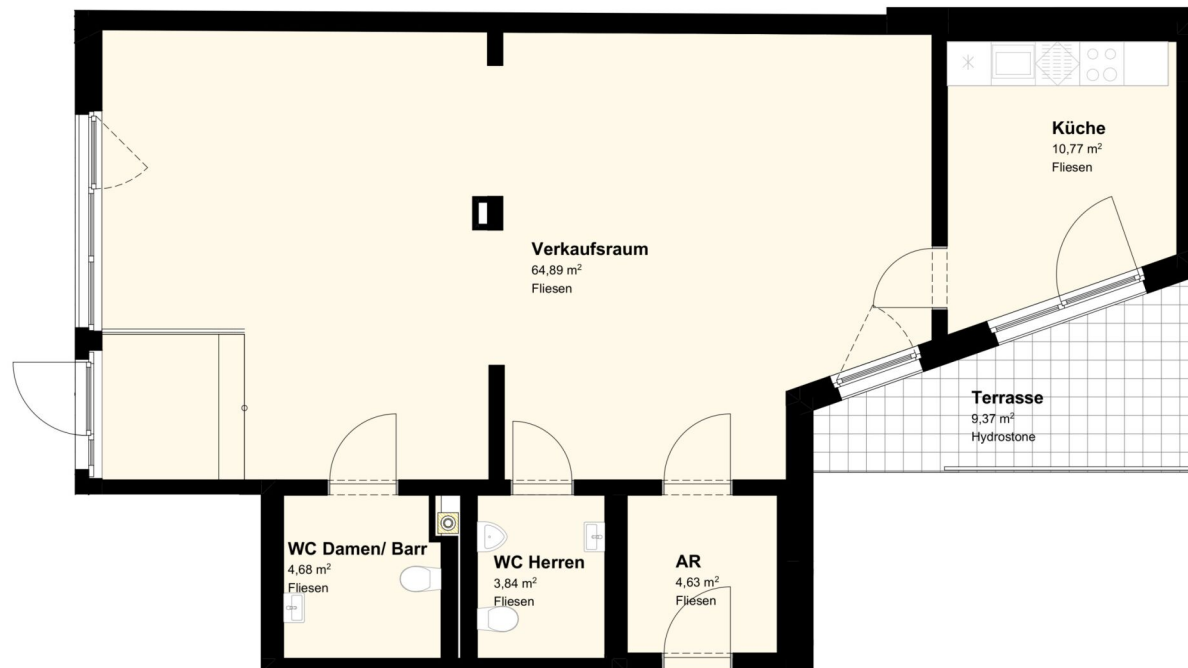 Küche
10,77 m²
Fliesen
Verkaufsraum
64,89 m²
Fliesen
Terrasse
9,37 m²
Hydrostone
WC Damen/ Barr
4,68 m²
Fliesen
WC Herren
3,84 m²
Fliesen
AR
4,63 m²
Fliesen